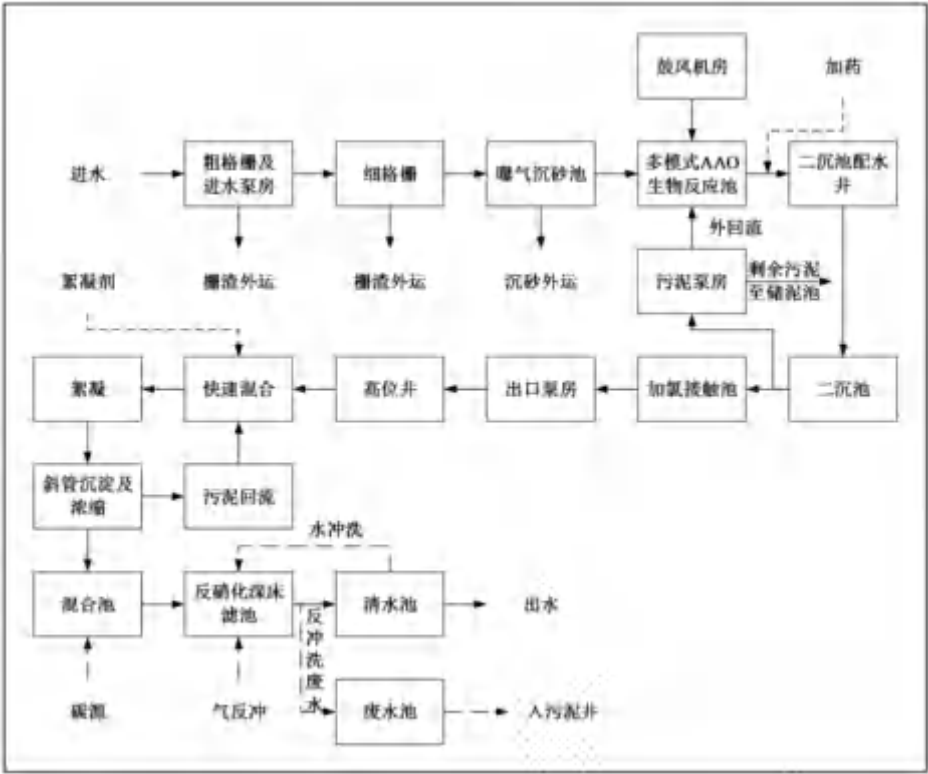 鼓风机房
加药
进水
粗格栅及
进水泵房
细格栅
曝气沉砂池
多模式AAO
生物反应池
二沉池配水
井
外回流
絮凝剂
栅渣外运
栅渣外运
沉砂外运
污泥泵房
剩余污泥
至储泥池
絮凝
快速混合
高位井
出口泵房
加氯接触池
二沉池
斜管沉淀及
浓缩
污泥回流
水冲洗
混合池
反硝化深床
滤池
清水池
出水
反冲洗废水
碳源
气反冲
废水池
入污泥井